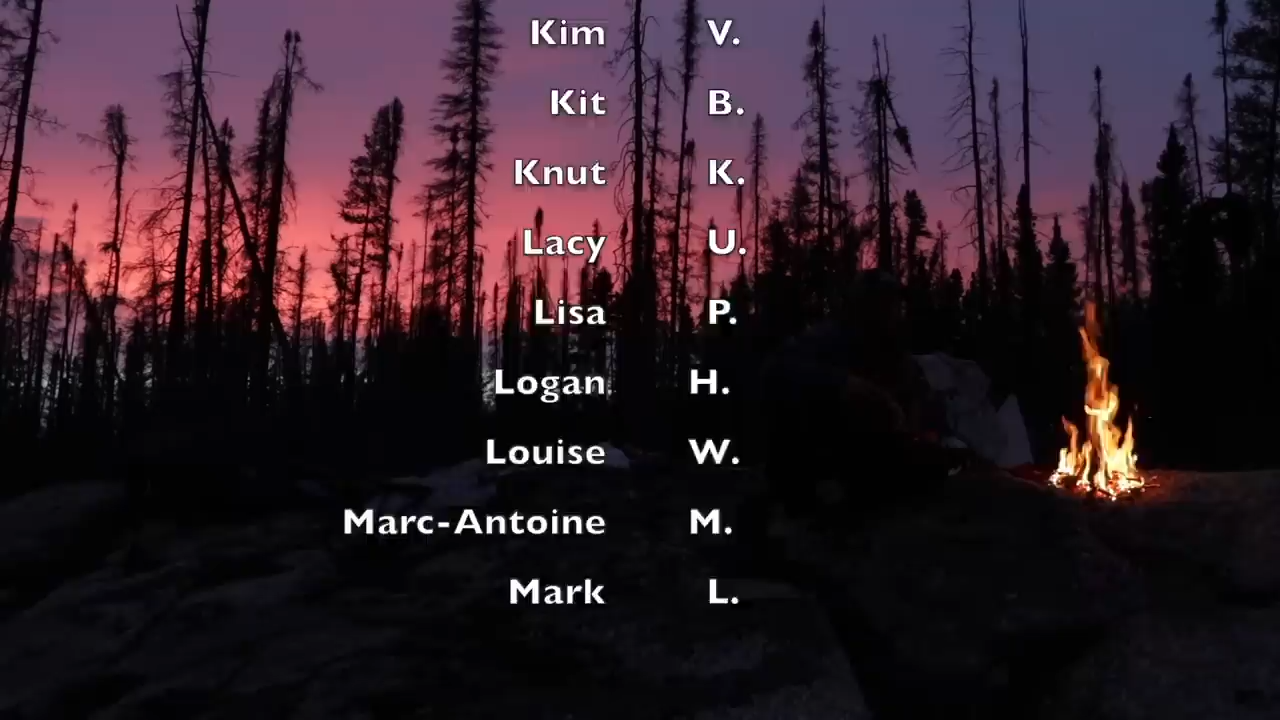 Kim V.
Kit B.
Knut K.
Lacy U.
Lisa P.
Logan H.
Louise W.
Marc-Antoine M.
Mark L.